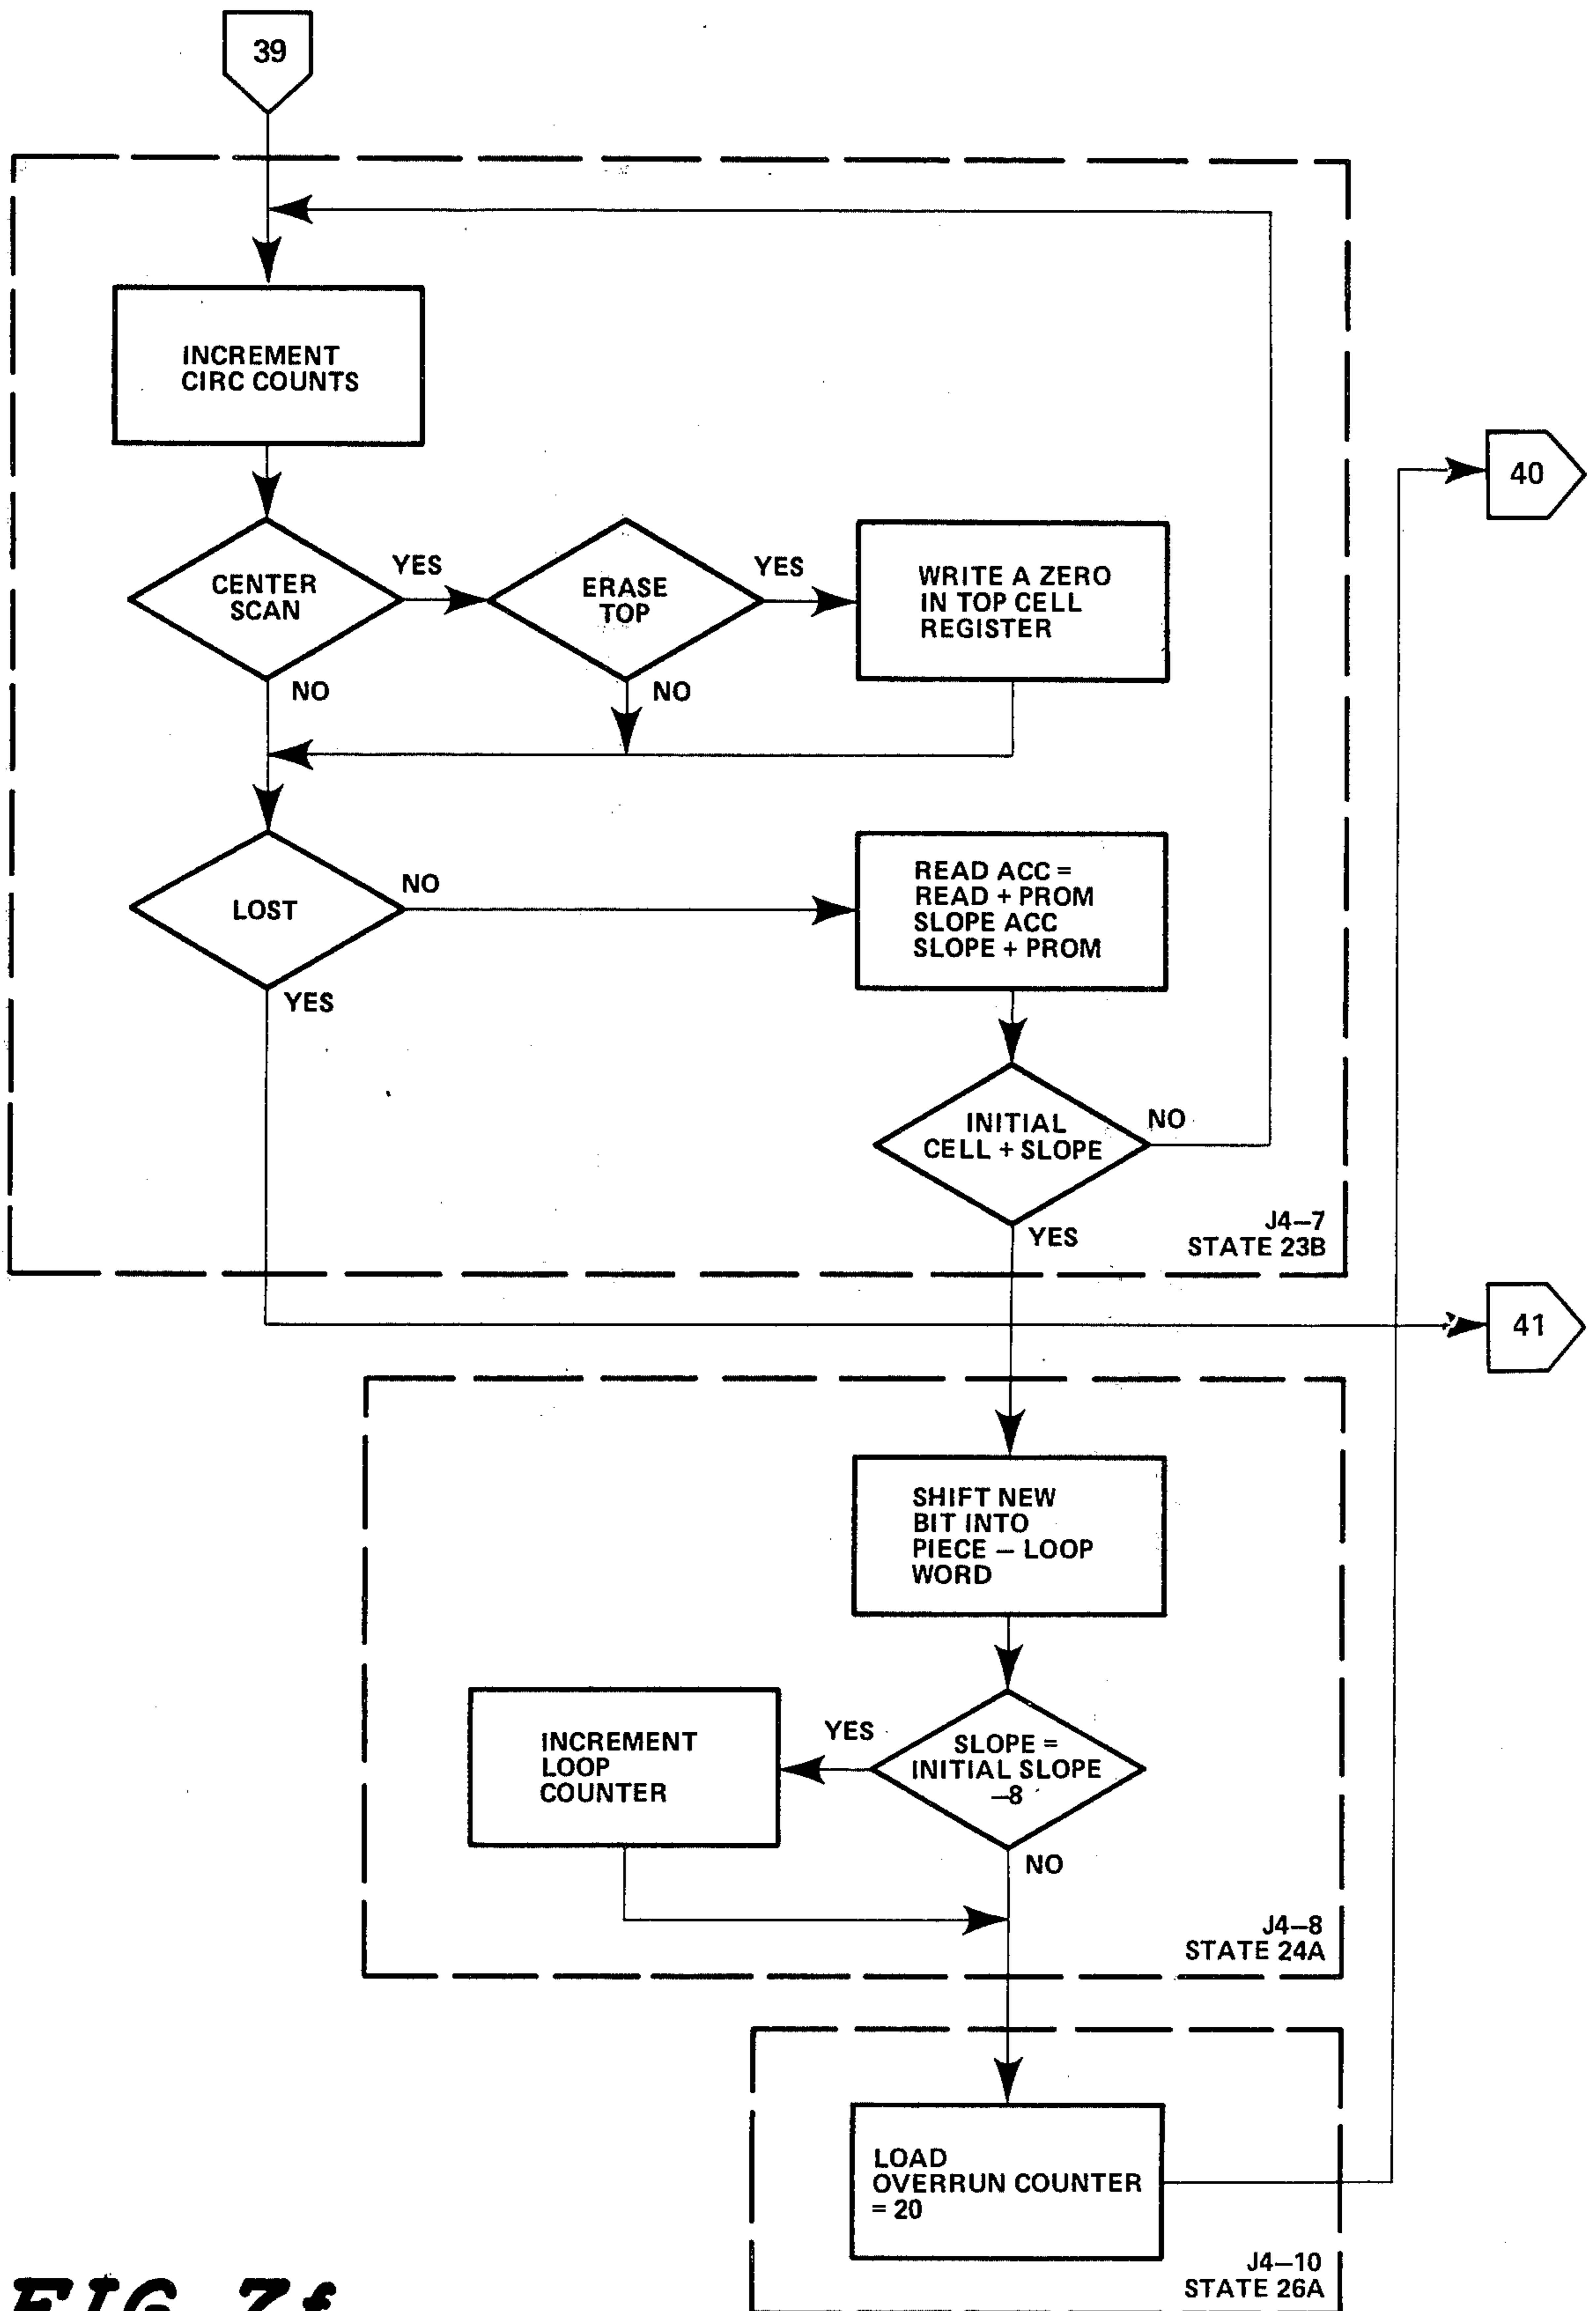 39
INCREMENT
CIRC COUNTS
CENTER
SCAN
YES
NO
ERASE
TOP
YES
NO
WRITE A ZERO
IN TOP CELL
REGISTER
40
LOST
NO
YES
READ ACC =
READ + PROM
SLOPE ACC
SLOPE + PROM
INITIAL
CELL + SLOPE
NO
YES
J4–7
STATE 23B
41
SHIFT NEW
BIT INTO
PIECE – LOOP
WORD
SLOPE =
INITIAL SLOPE
–8
YES
NO
INCREMENT
LOOP
COUNTER
J4–8
STATE 24A
LOAD
OVERRUN COUNTER
= 20
J4–10
STATE 26A
FIG. 7f